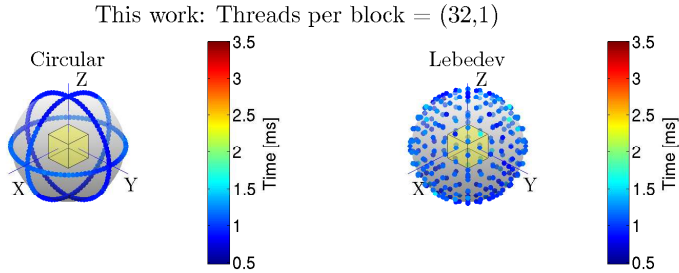 This work: Threads per block = (32,1)
Circular
Z
X
Y
3.5
3
2.5
2
1.5
1
0.5
Time [ms]
Lebedev
Z
X
Y
3.5
3
2.5
2
1.5
1
0.5
Time [ms]